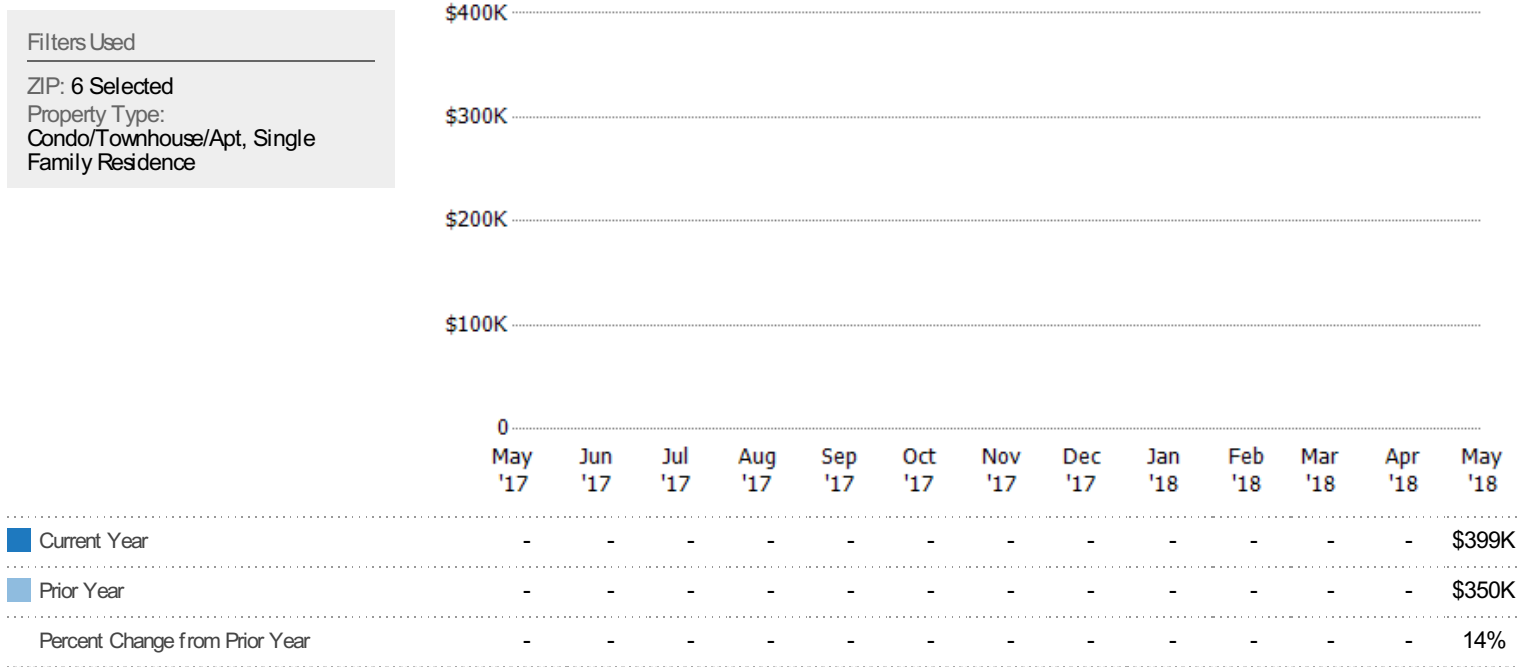 Filters Used
ZIP: 6 Selected
Property Type:
Condo/Townhouse/Apt, Single
Family Residence
$400K
$300K
$200K
$100K
0
May Jun Jul Aug Sep Oct Nov Dec Jan Feb Mar Apr May
'17 '17 '17 '17 '17 '17 '17 '17 '18 '18 '18 '18 '18
Current Year - - - - - - - - - - - - $399K
Prior Year - - - - - - - - - - - - $350K
Percent Change from Prior Year - - - - - - - - - - - - 14%